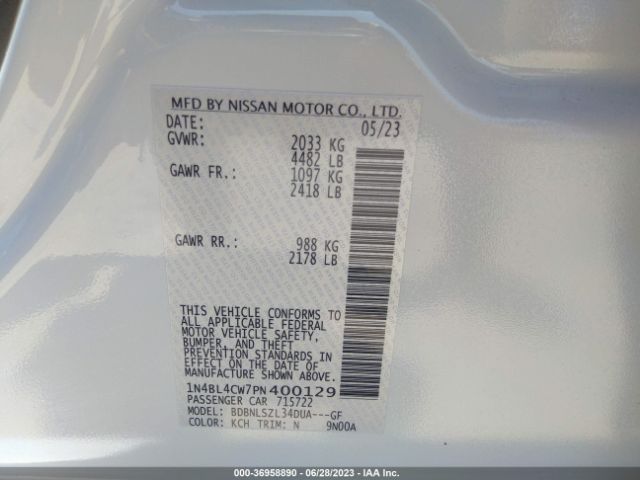 MFD BY NISSAN MOTOR CO., LTD.
DATE: 05/23
GVWR: 2033 KG
4482 LB
GAWR FR.: 1097 KG
2418 LB
GAWR RR.: 988 KG
2178 LB
THIS VEHICLE CONFORMS TO
ALL APPLICABLE FEDERAL
MOTOR VEHICLE SAFETY,
BUMPER, AND THEFT
PREVENTION STANDARDS
IN EFFECT ON THE DATE OF
MANUFACTURE SHOWN ABOVE.
1N4BL4CW7PN400129
PASSENGER CAR 715722
MODEL: BDBNLSZL34DUA---GF
COLOR: KCH TRIM: N 9N00A
000-36958890 - 06/28/2023 - IAA Inc.